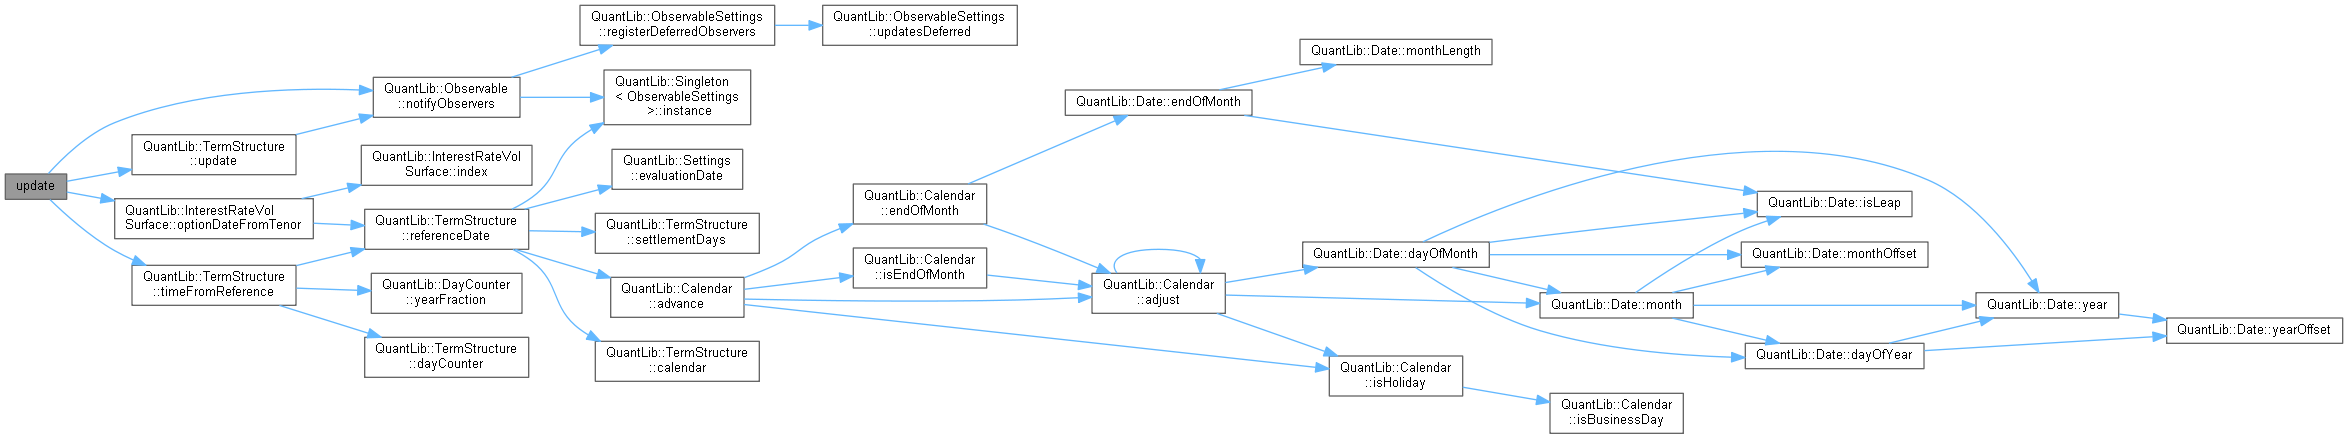 update
QuantLib::Observable
::notifyObservers
QuantLib::TermStructure
::update
QuantLib::InterestRateVol
Surface::optionDateFromTenor
QuantLib::TermStructure
::timeFromReference
QuantLib::InterestRateVol
Surface::index
QuantLib::TermStructure
::referenceDate
QuantLib::DayCounter
::yearFraction
QuantLib::TermStructure
::dayCounter
QuantLib::ObservableSettings
::registerDeferredObservers
QuantLib::Singleton
< ObservableSettings
>::instance
QuantLib::Settings
::evaluationDate
QuantLib::TermStructure
::settlementDays
QuantLib::Calendar
::advance
QuantLib::TermStructure
::calendar
QuantLib::ObservableSettings
::updatesDeferred
QuantLib::Calendar
::endOfMonth
QuantLib::Calendar
::isEndOfMonth
QuantLib::Date::endOfMonth
QuantLib::Calendar
::adjust
QuantLib::Date::monthLength
QuantLib::Date::dayOfMonth
QuantLib::Calendar
::isHoliday
QuantLib::Date::month
QuantLib::Calendar
::isBusinessDay
QuantLib::Date::isLeap
QuantLib::Date::monthOffset
QuantLib::Date::dayOfYear
QuantLib::Date::year
QuantLib::Date::yearOffset